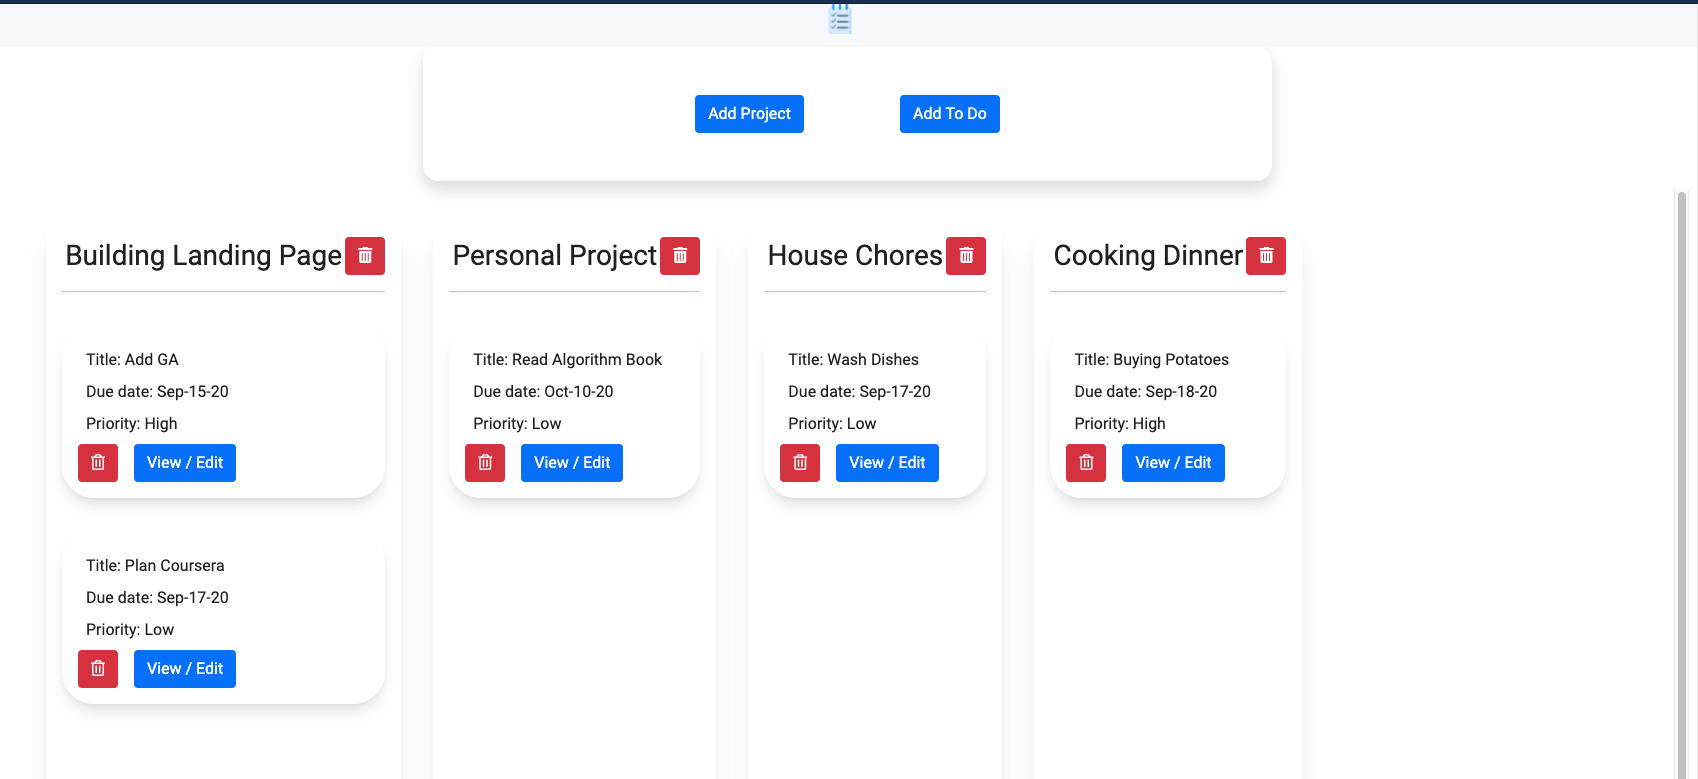 Add Project
Add To Do
Building Landing Page
Title: Add GA
Due date: Sep-15-20
Priority: High
View / Edit
Title: Plan Coursera
Due date: Sep-17-20
Priority: Low
View / Edit
Personal Project
Title: Read Algorithm Book
Due date: Oct-10-20
Priority: Low
View / Edit
House Chores
Title: Wash Dishes
Due date: Sep-17-20
Priority: Low
View / Edit
Cooking Dinner
Title: Buying Potatoes
Due date: Sep-18-20
Priority: High
View / Edit